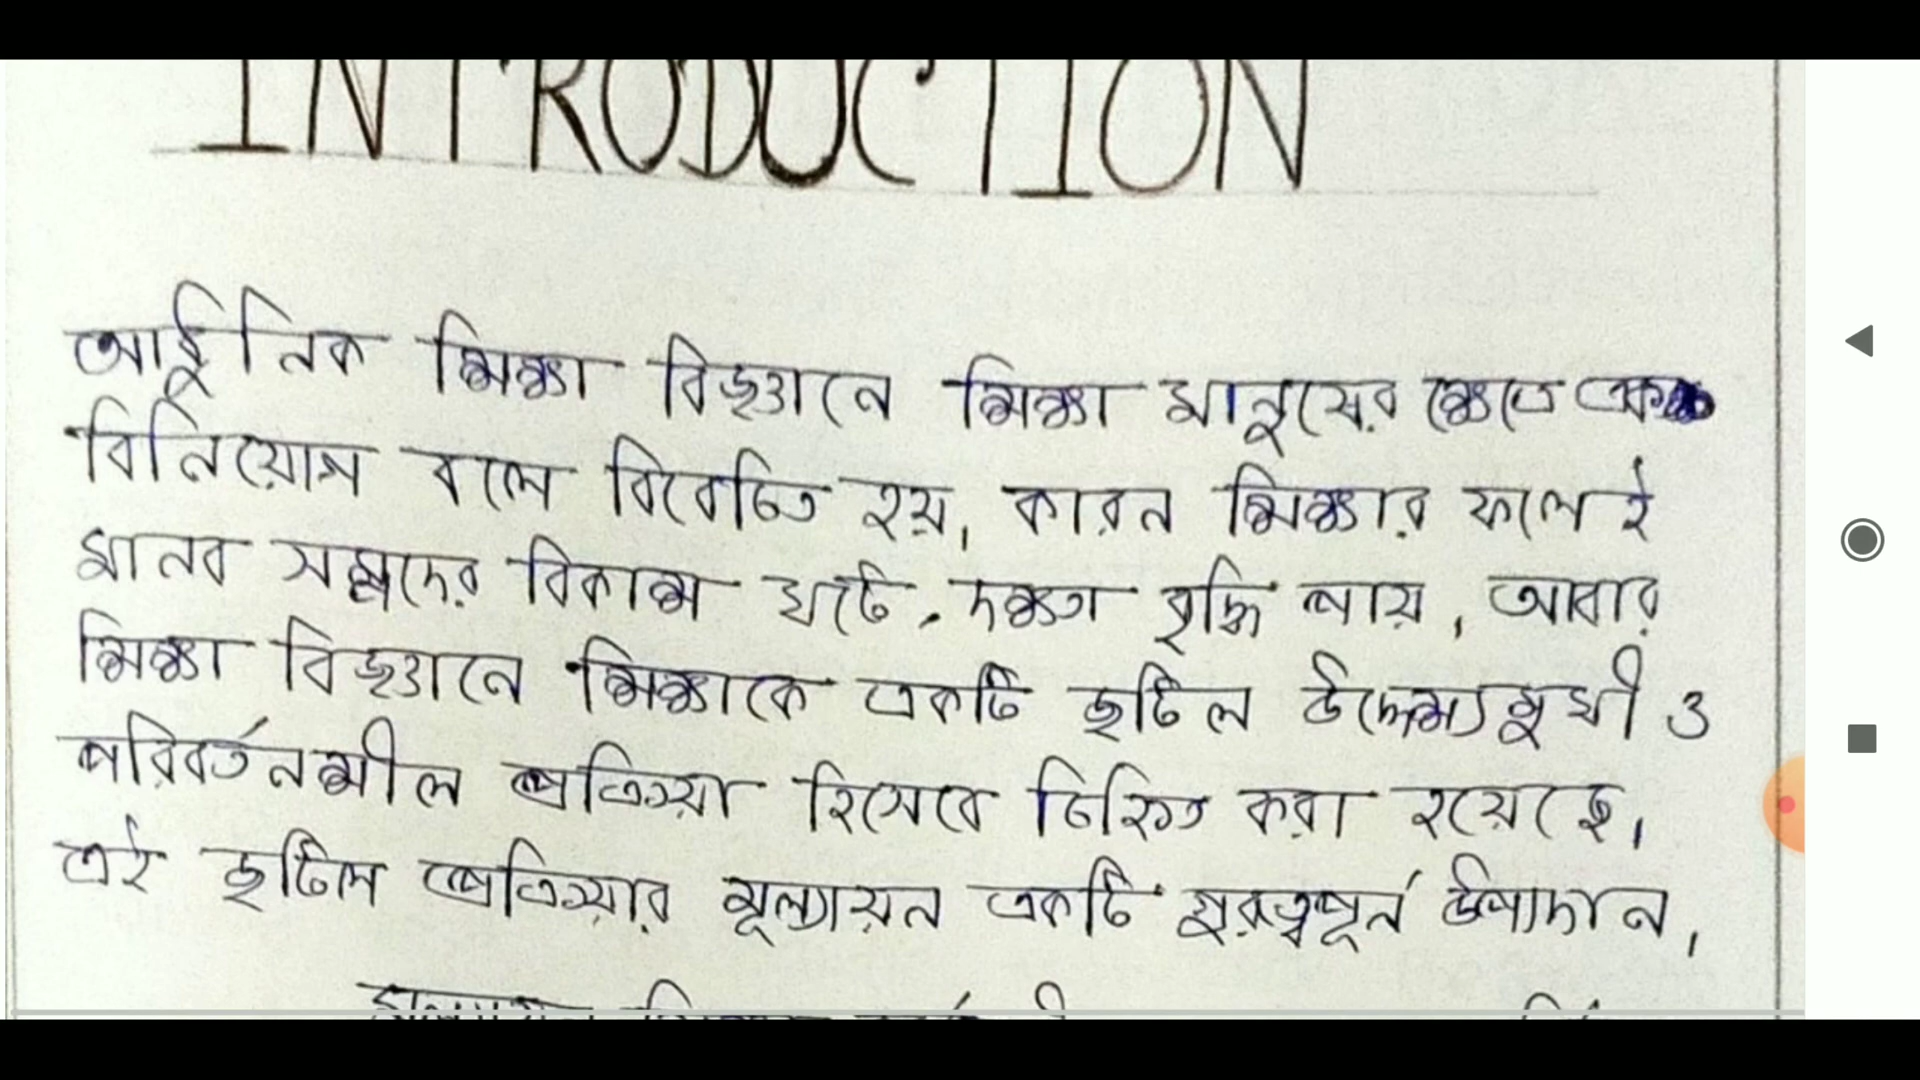 INTRODUCTION
আধুনিক শিক্ষা বিজ্ঞানে শিক্ষা মানুষের ক্ষেতে এক
বিনিয়োগ বলে বিবেচিত হয়, কারন শিক্ষার ফলেই
মানব সম্পদের বিকাশ ঘটে, দক্ষতা বৃদ্ধি পায়, আবার
শিক্ষা বিজ্ঞানে শিক্ষাকে একটি জটিল উদ্দেশ্যমুখী ও
পরিবর্তনশীল প্রক্রিয়া হিসেবে চিহ্নিত করা হয়েছে,
এই জটিল প্রক্রিয়ার মূল্যায়ন একটি গুরুত্বপূর্ন উপাদান,